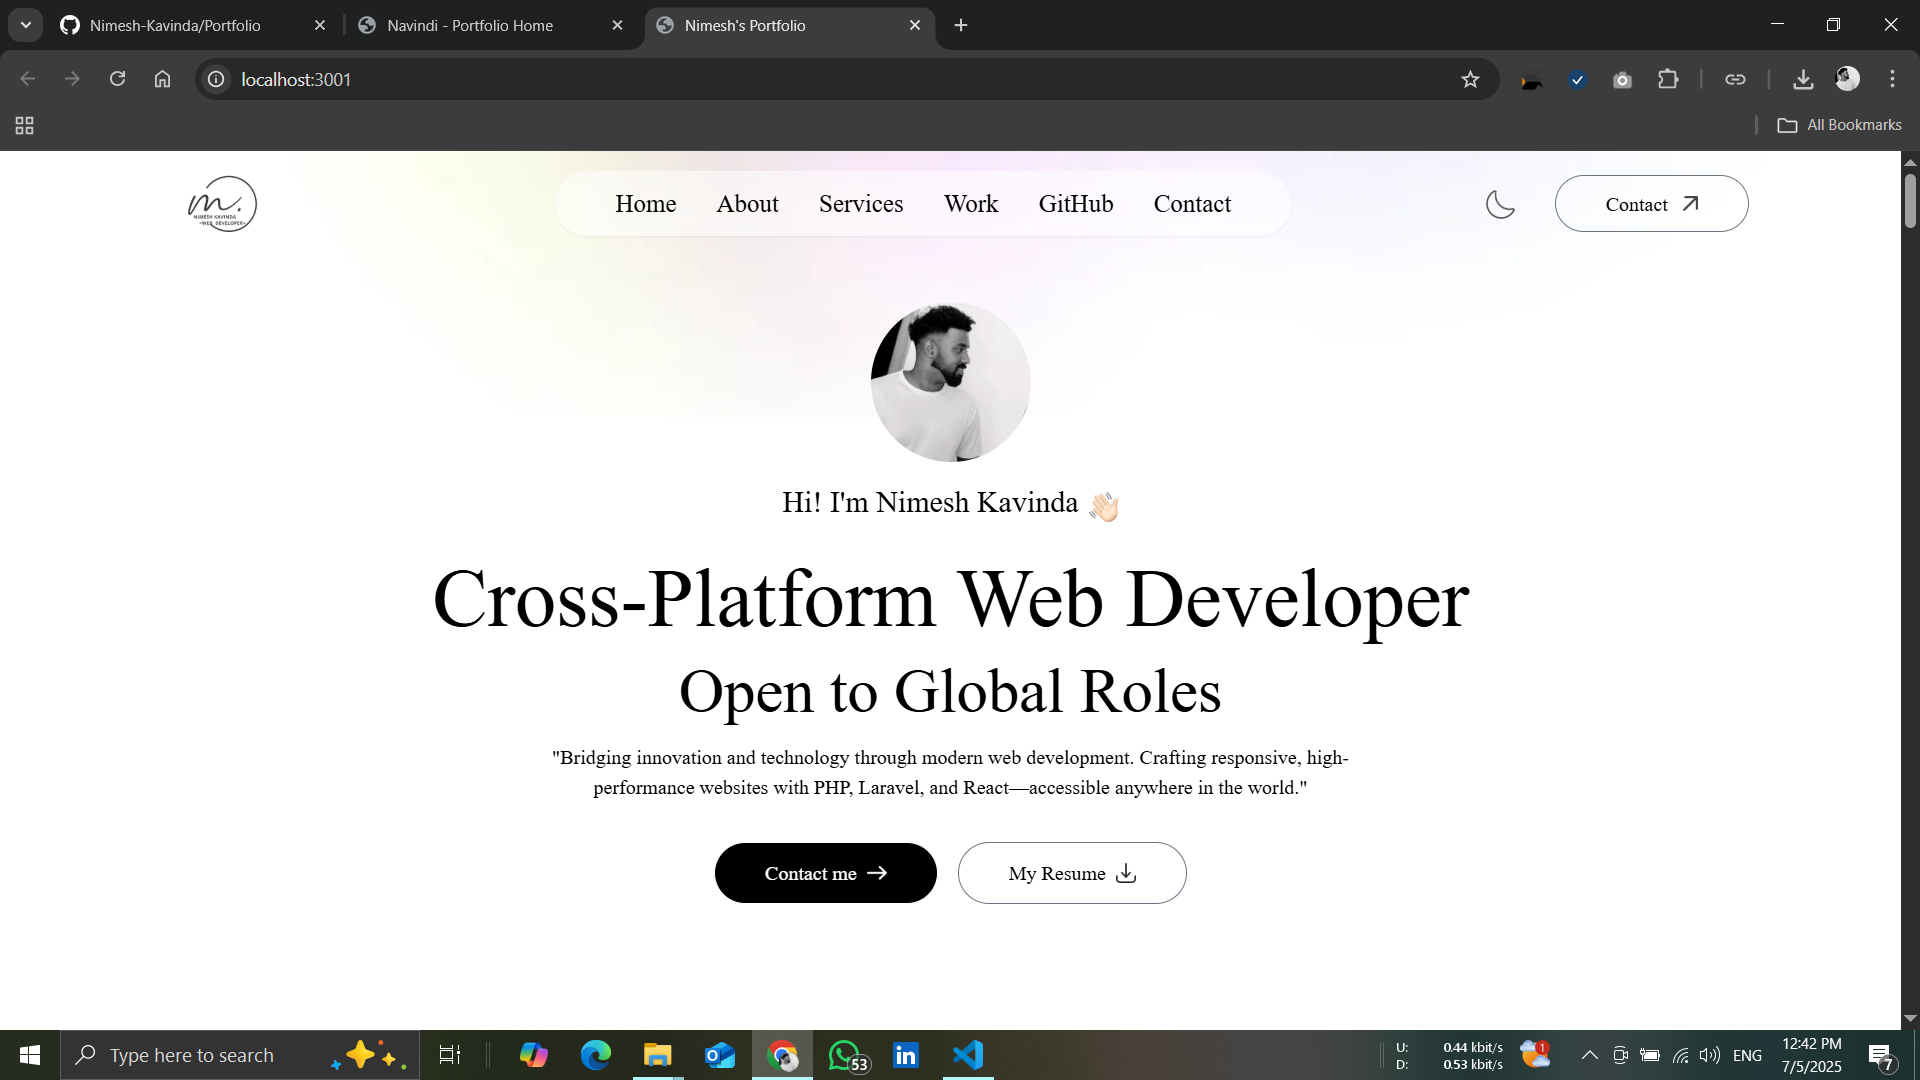 Nimesh-Kavinda/Portfolio
Navindi - Portfolio Home
Nimesh's Portfolio
localhost:3001
All Bookmarks
m.
NIMESH KAVINDA
<WEB DEVELOPER>
Home About Services Work GitHub Contact
Contact
Hi! I'm Nimesh Kavinda 👋🏻
Cross-Platform Web Developer
Open to Global Roles
"Bridging innovation and technology through modern web development. Crafting responsive, high-
performance websites with PHP, Laravel, and React—accessible anywhere in the world."
Contact me →
My Resume
Type here to search
53
in
U: 0.44 kbit/s
D: 0.53 kbit/s
1
ENG
12:42 PM
7/5/2025
7